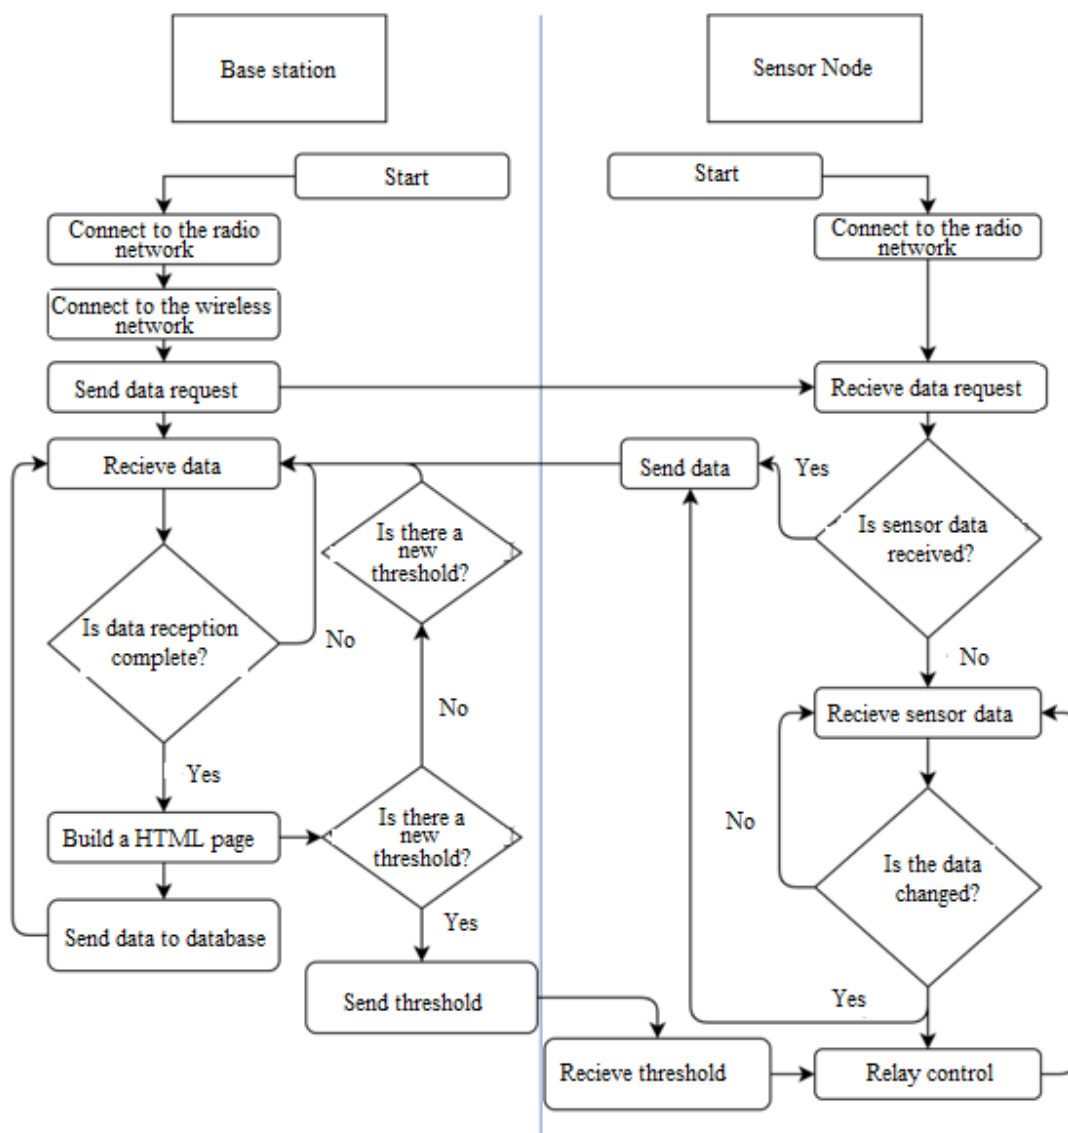 Base station
Start
Connect to the radio
network
Connect to the wireless
network
Send data request
Recieve data
Is there a
new
threshold?
Is data reception
complete?
No
No
Yes
Build a HTML page
Is there a
new
threshold?
Yes
Send data to database
Send threshold
Sensor Node
Start
Connect to the radio
network
Recieve data request
Send data
Yes
Is sensor data
received?
No
Recieve sensor data
No
Is the data
changed?
Yes
Recieve threshold
Relay control